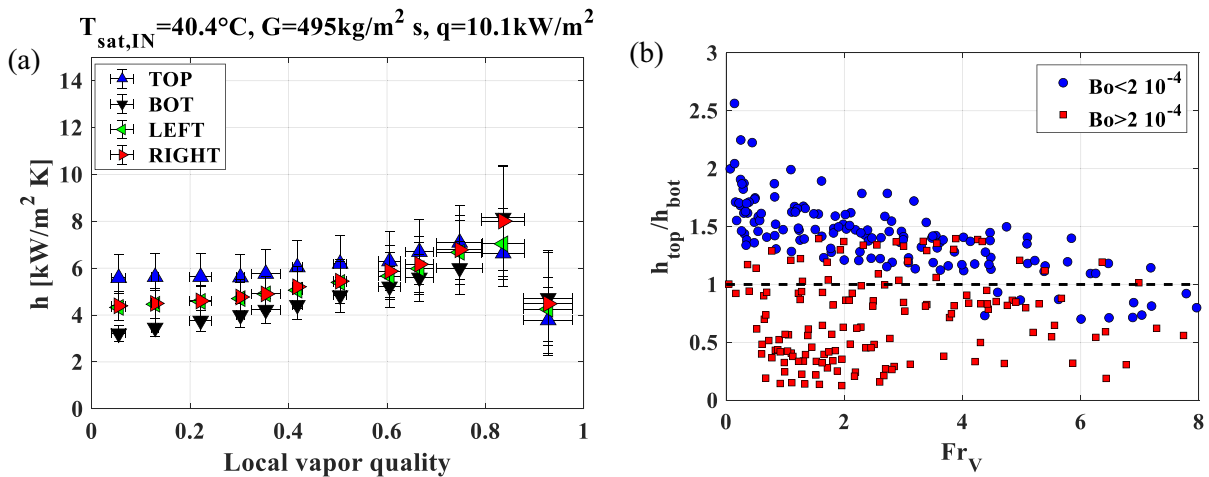 T_sat,IN=40.4°C, G=495kg/m² s, q=10.1kW/m²
(a)
h [kW/m² K]
14
12
10
8
6
4
2
0
TOP
BOT
LEFT
RIGHT
0
0.2
0.4
0.6
0.8
1
Local vapor quality
(b)
h_top/h_bot
3
2.5
2
1.5
1
0.5
0
Bo<2 10⁻⁴
Bo>2 10⁻⁴
0
2
4
6
8
Fr_V